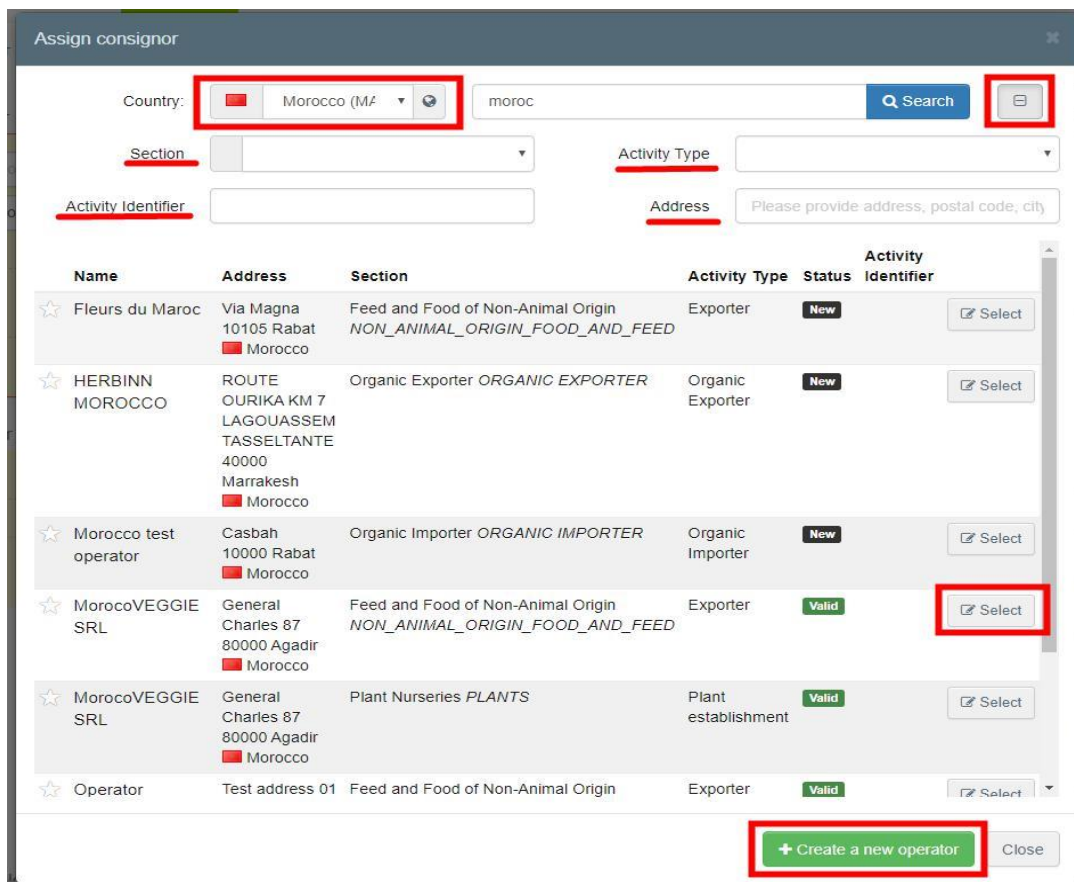 Assign consignor
Country: Morocco (MA moroc Search
Section Activity Type
Activity Identifier Address Please provide address, postal code, city
Name Address Section Activity Type Status Activity Identifier
Fleurs du Maroc Via Magna Feed and Food of Non-Animal Origin Exporter New Select
10105 Rabat NON_ANIMAL_ORIGIN_FOOD_AND_FEED
Morocco
HERBINN ROUTE Organic Exporter ORGANIC EXPORTER Organic New Select
MOROCCO OURIKA KM 7 Exporter
LAGOUASSEM
TASSELTANTE
40000
Marrakesh
Morocco
Morocco test Casbah Organic Importer ORGANIC IMPORTER Organic New Select
operator 10000 Rabat Importer
Morocco
MorocoVEGGIE General Feed and Food of Non-Animal Origin Exporter Valid Select
SRL Charles 87 NON_ANIMAL_ORIGIN_FOOD_AND_FEED
80000 Agadir
Morocco
MorocoVEGGIE General Plant Nurseries PLANTS Plant Valid Select
SRL Charles 87 establishment
80000 Agadir
Morocco
Operator Test address 01 Feed and Food of Non-Animal Origin Exporter Valid Select
+ Create a new operator Close